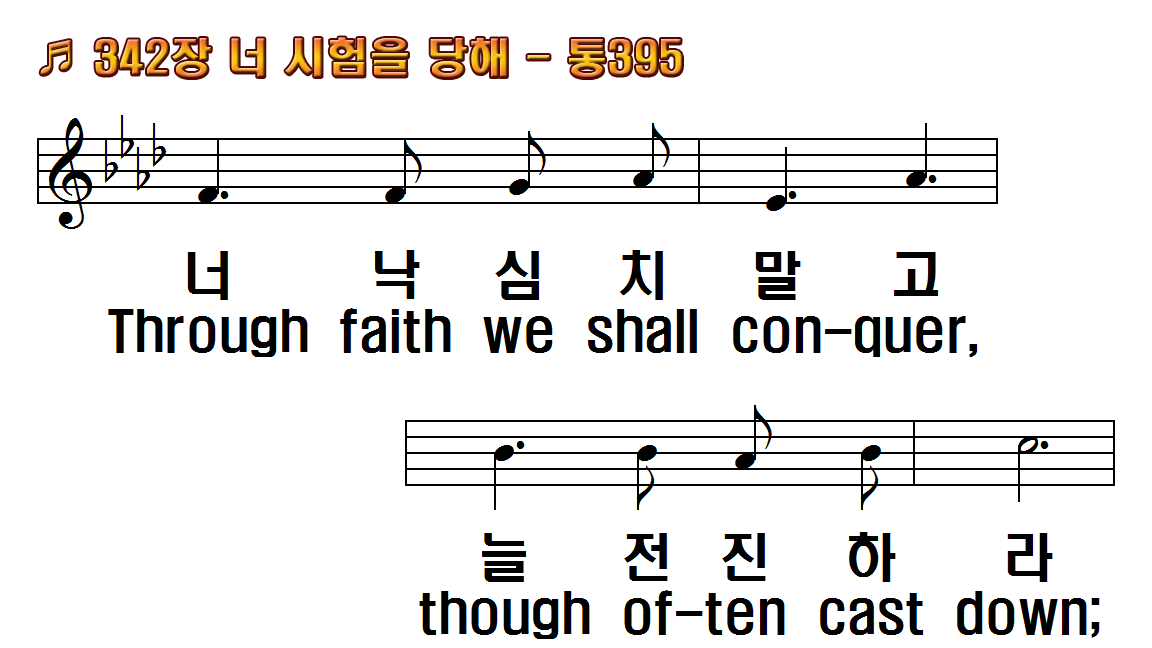 ♬ 342장 너 시험을 당해 - 통395
너 낙 심 치 말 고
Through faith we shall con-quer,
늘 전 진 하 라
though of-ten cast down;